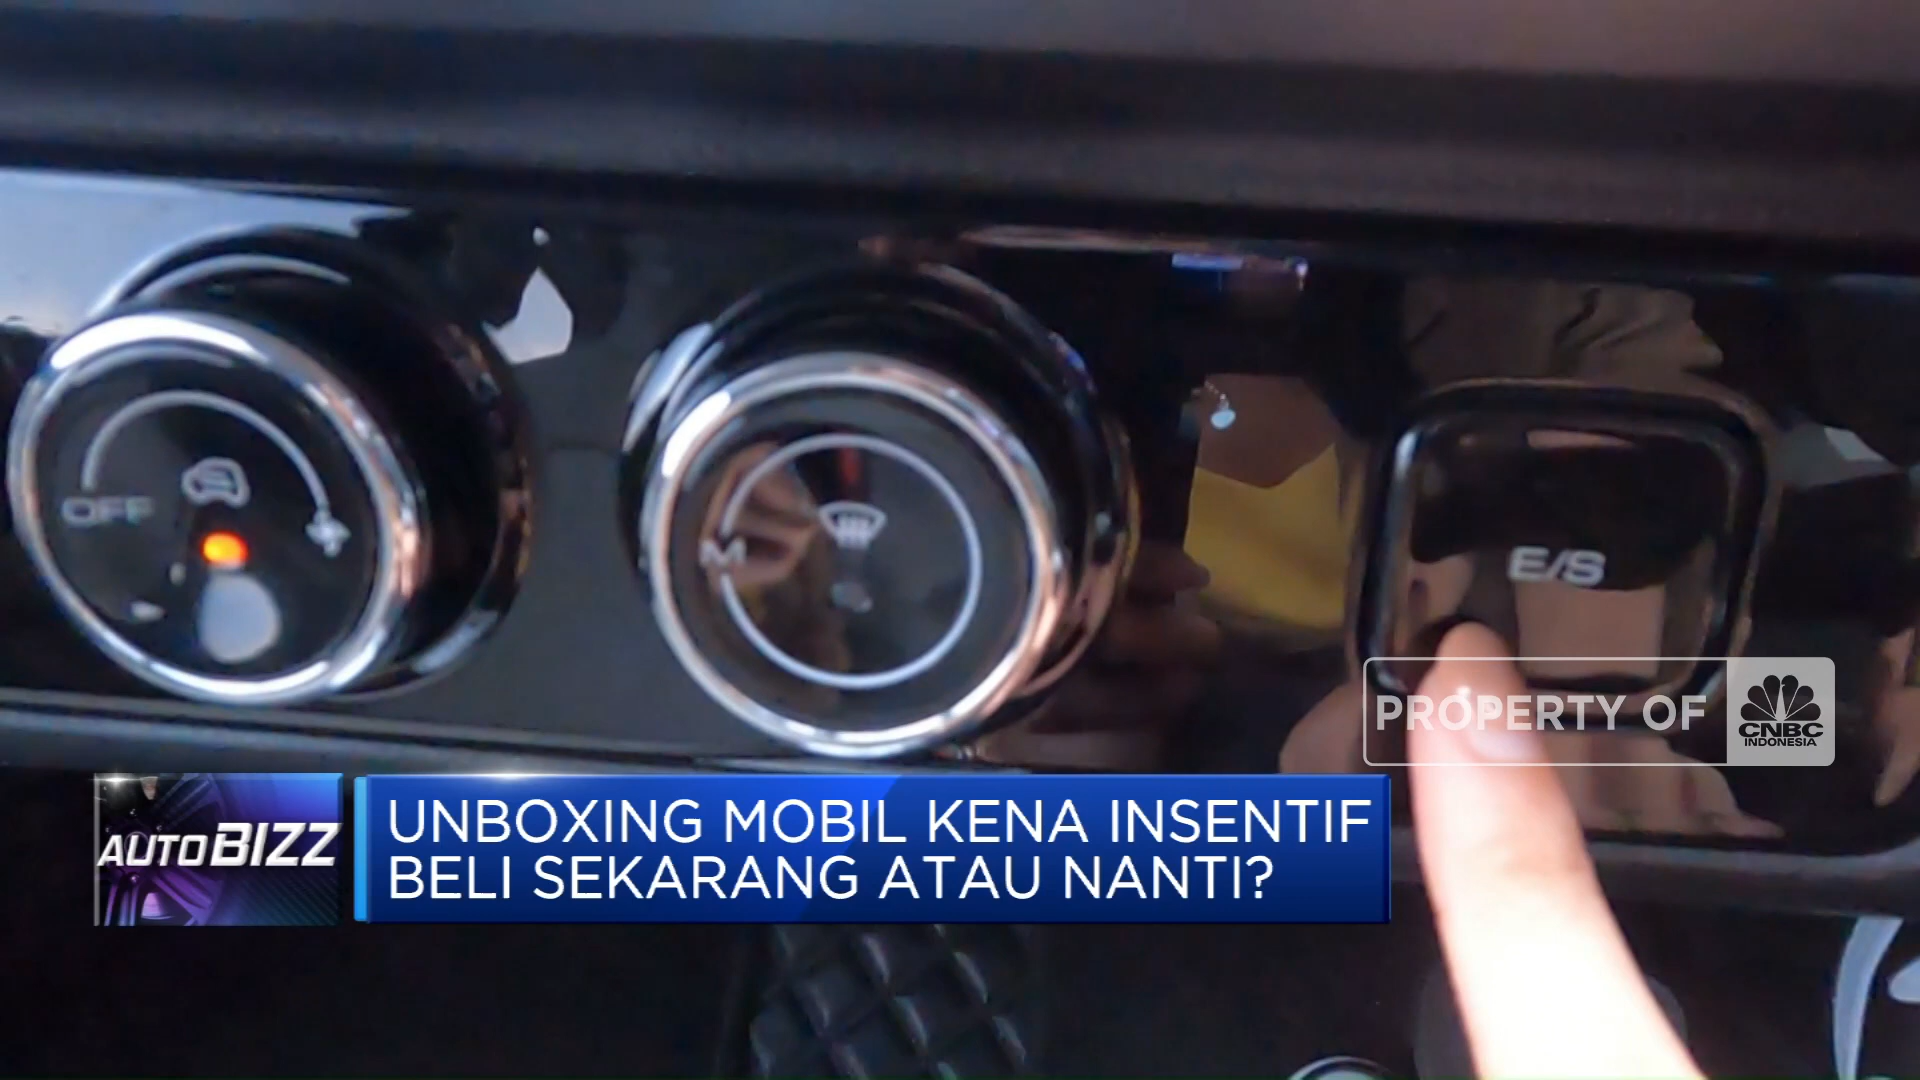 OFF
M
E/S
PROPERTY OF
CNBC
INDONESIA
AUTOBIZZ
UNBOXING MOBIL KENA INSENTIF
BELI SEKARANG ATAU NANTI?